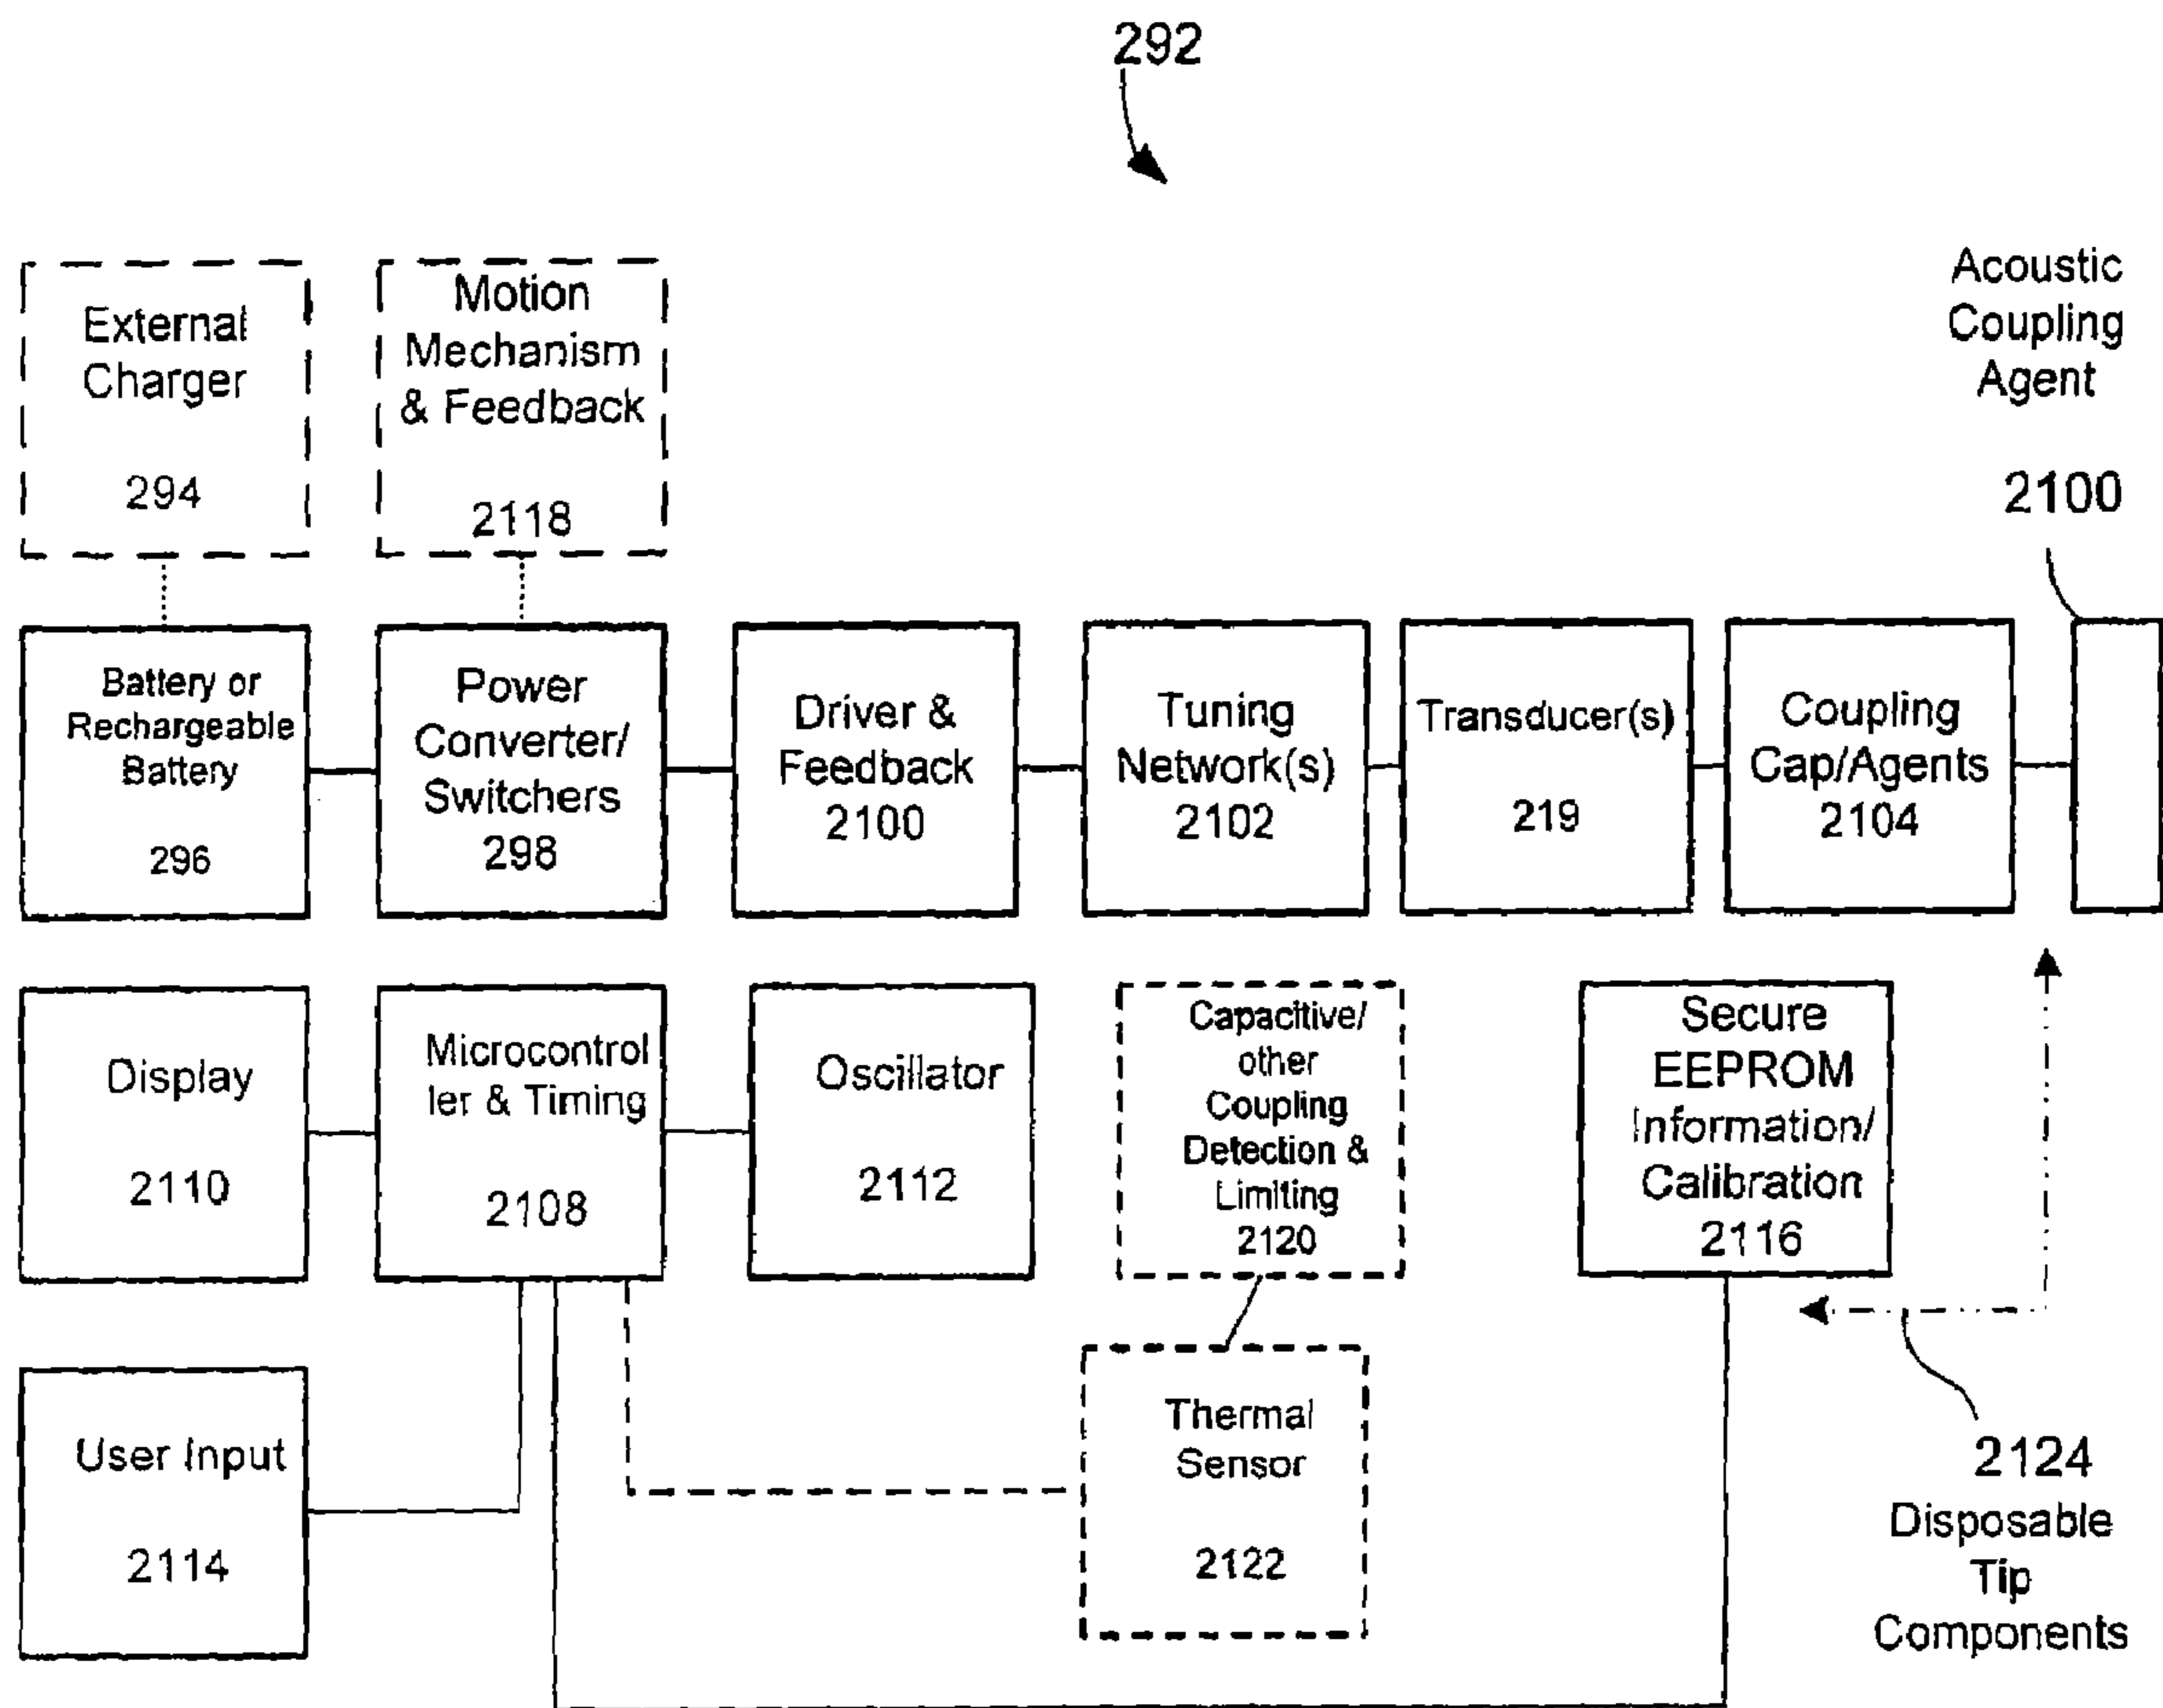 292
External
Charger
294
Motion
Mechanism
& Feedback
2118
Acoustic
Coupling
Agent
2100
Battery or
Rechargeable
Battery
296
Power
Converter/
Switchers
298
Driver &
Feedback
2100
Tuning
Network(s)
2102
Transducer(s)
219
Coupling
Cap/Agents
2104
Display
2110
Microcontrol
ler & Timing
2108
Oscillator
2112
Capacitive/
other
Coupling
Detection &
Limiting
2120
Secure
EEPROM
Information/
Calibration
2116
User Input
2114
Thermal
Sensor
2122
2124
Disposable
Tip
Components